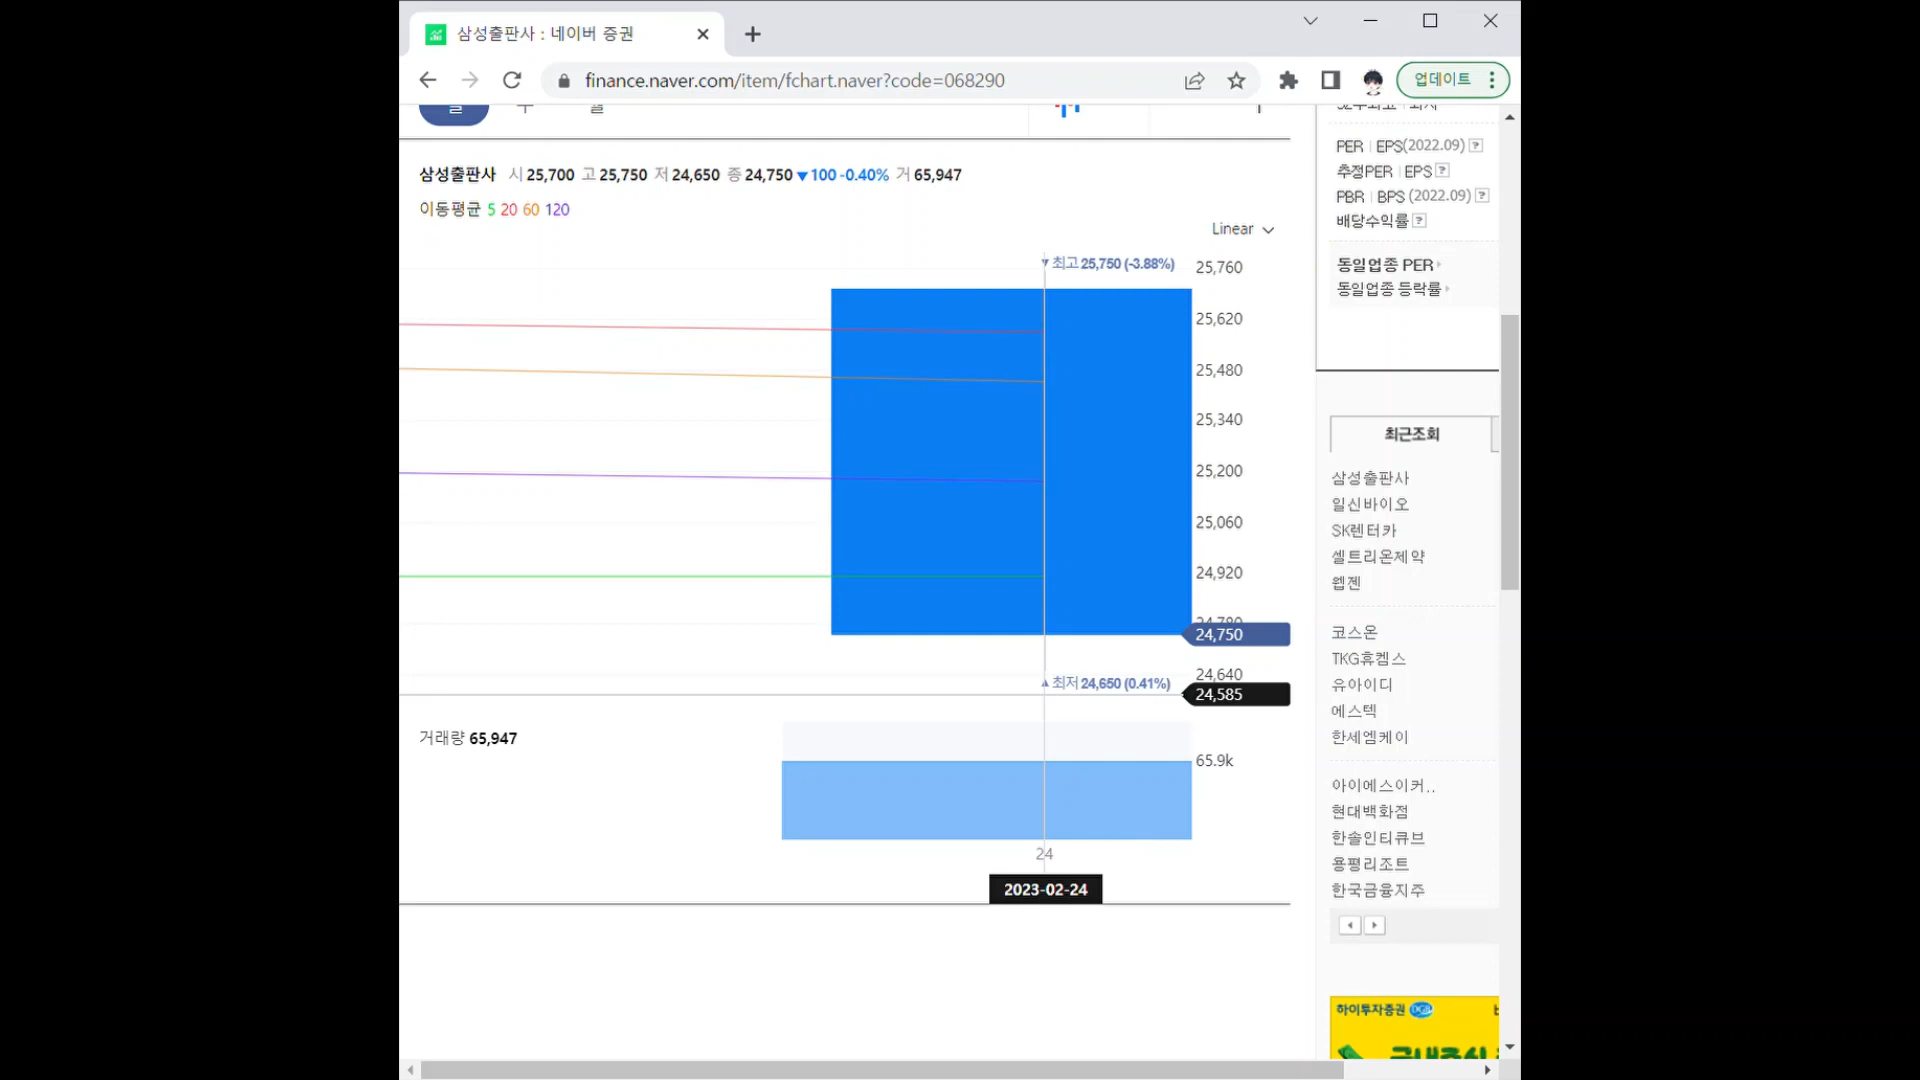 삼성출판사 : 네이버 증권
finance.naver.com/item/fchart.naver?code=068290
업데이트
삼성출판사 시 25,700 고 25,750 저 24,650 종 24,750 ▼100 -0.40% 거 65,947
이동평균 5 20 60 120
Linear
최고 25,750 (-3.88%)
25,760
25,620
25,480
25,340
25,200
25,060
24,920
24,780
24,750
24,640
최저 24,650 (0.41%)
24,585
거래량 65,947
65.9k
24
2023-02-24
PER | EPS(2022.09) ?
추정PER | EPS ?
PBR | BPS (2022.09) ?
배당수익률 ?
동일업종 PER
동일업종 등락률
최근조회
삼성출판사
일신바이오
SK렌터카
셀트리온제약
웹젠
코스온
TKG휴켐스
유아이디
에스텍
한세엠케이
아이에스이커..
현대백화점
한솔인티큐브
용평리조트
한국금융지주
하이투자증권 DGB